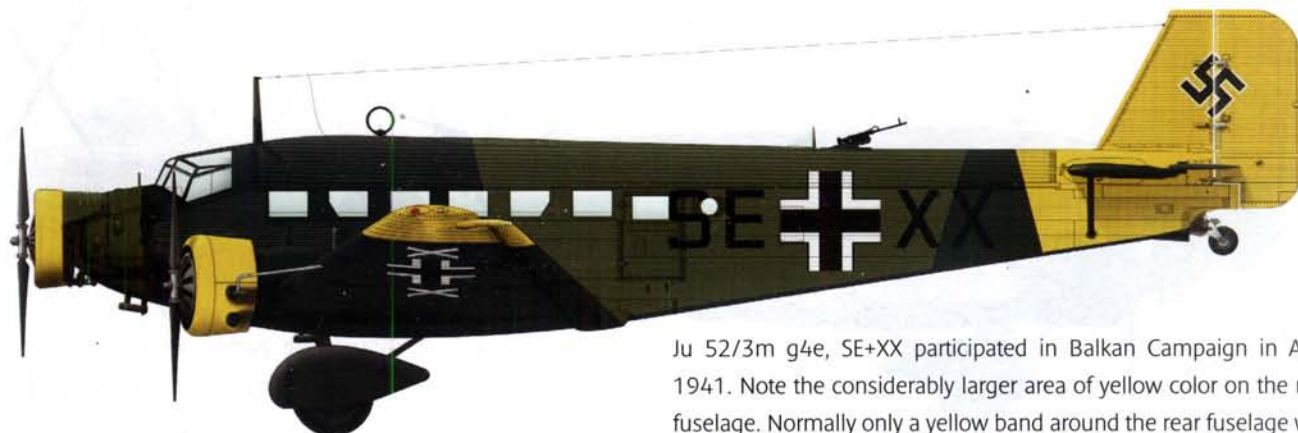 SE XX
Ju 52/3m g4e, SE+XX participated in Balkan Campaign in A
1941. Note the considerably larger area of yellow color on the
fuselage. Normally only a yellow band around the rear fuselage